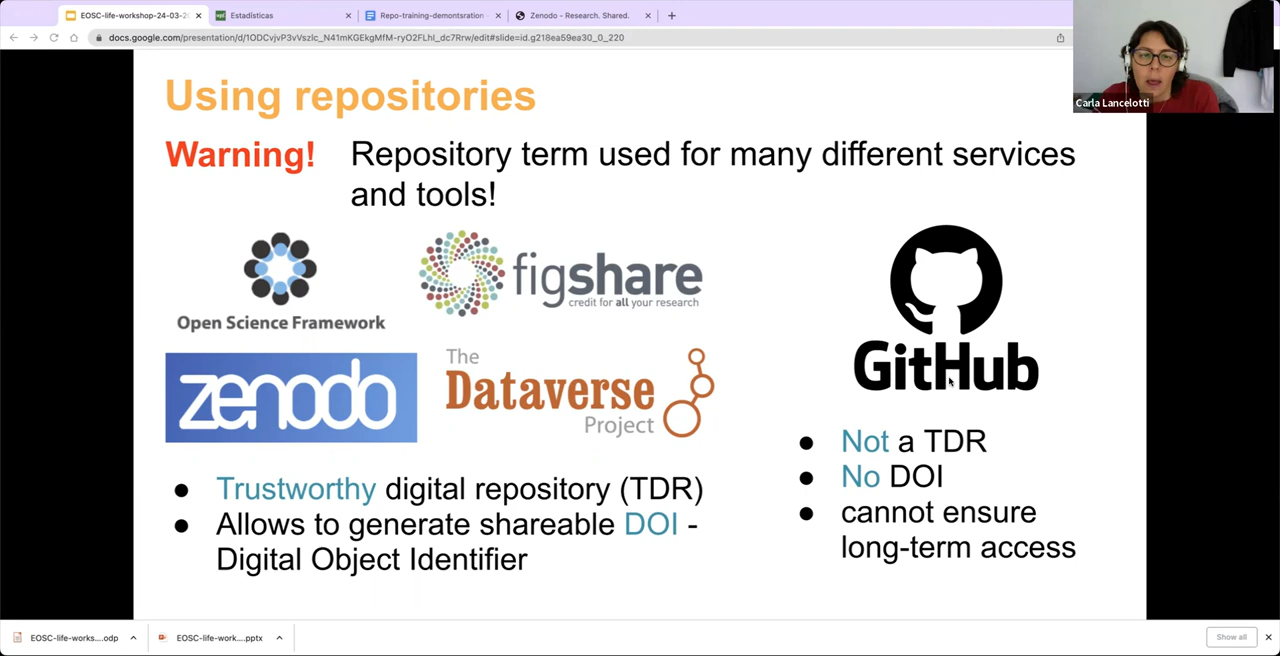 EOSC-life-workshop-24-03-20
Estadísticas
Repo-training-demontsration
Zenodo - Research. Shared.
docs.google.com/presentation/d/1ODCvjvP3vVszlc_N41mKGEkgMfM-ryO2FLhl_dc7Rrw/edit#slide=id.g218ea59ea30_0_220
Carla Lancelotti
Using repositories
Warning! Repository term used for many different services
and tools!
Open Science Framework
figshare
credit for all your research
zenodo
The
Dataverse
Project
Trustworthy digital repository (TDR)
Allows to generate shareable DOI -
Digital Object Identifier
GitHub
Not a TDR
No DOI
cannot ensure
long-term access
EOSC-life-works....odp
EOSC-life-work....pptx
Show all